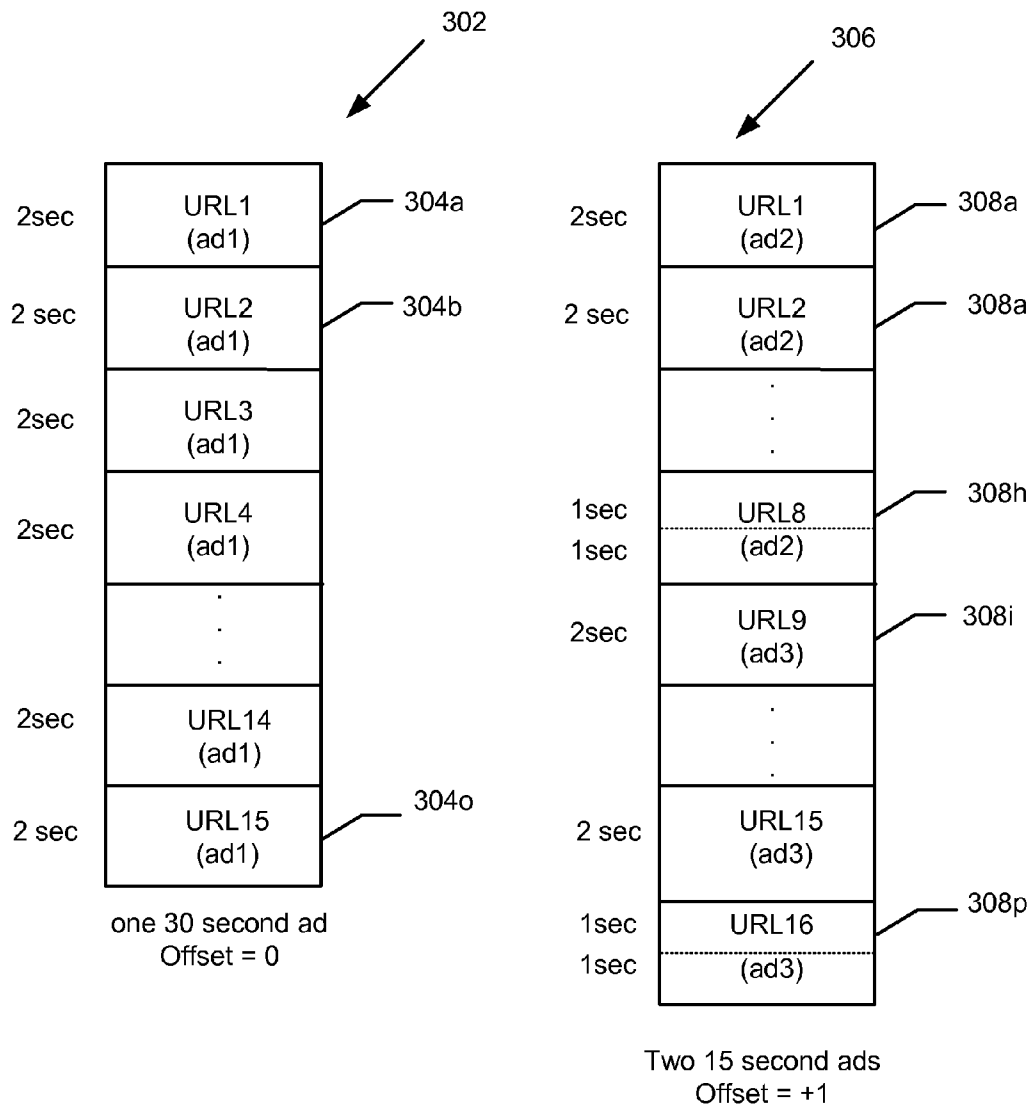 302
2sec
URL1
(ad1)
304a
2 sec
URL2
(ad1)
304b
2sec
URL3
(ad1)
2sec
URL4
(ad1)
2sec
URL14
(ad1)
2 sec
URL15
(ad1)
304o
one 30 second ad
Offset = 0
306
2sec
URL1
(ad2)
308a
2 sec
URL2
(ad2)
308a
1sec
URL8
308h
1sec
(ad2)
2sec
URL9
(ad3)
308i
2 sec
URL15
(ad3)
1sec
URL16
308p
1sec
(ad3)
Two 15 second ads
Offset = +1